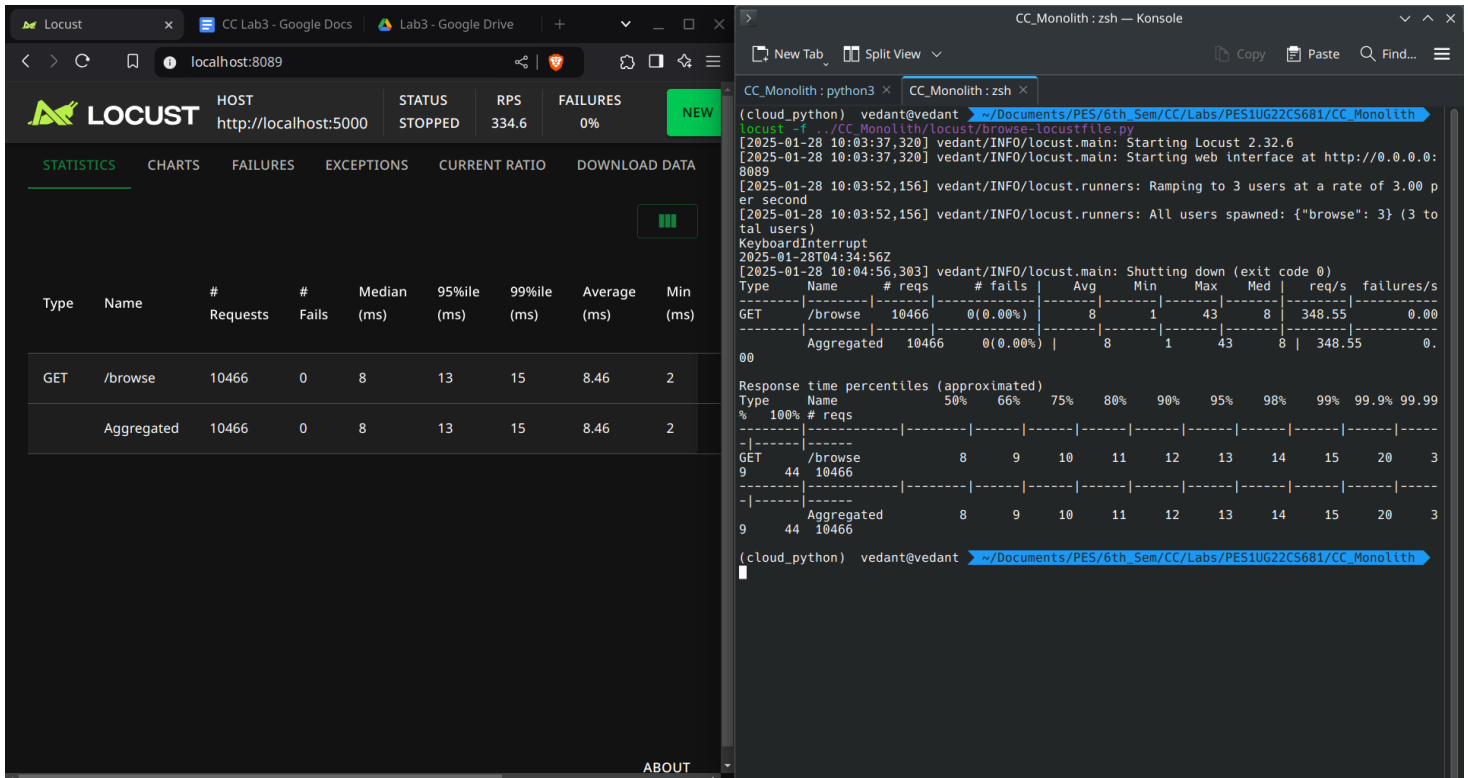 Locust
CC Lab3 - Google Docs
Lab3 - Google Drive
localhost:8089
LOCUST
HOST
http://localhost:5000
STATUS
STOPPED
RPS
334.6
FAILURES
0%
NEW
STATISTICS CHARTS FAILURES EXCEPTIONS CURRENT RATIO DOWNLOAD DATA
Type Name # Requests # Fails Median (ms) 95%ile (ms) 99%ile (ms) Average (ms) Min (ms)
GET /browse 10466 0 8 13 15 8.46 2
Aggregated 10466 0 8 13 15 8.46 2
ABOUT
CC_Monolith : zsh — Konsole
New Tab Split View Copy Paste Find...
CC_Monolith : python3 CC_Monolith : zsh
(cloud_python) vedant@vedant ~/Documents/PES/6th_Sem/CC/Labs/PES1UG22CS681/CC_Monolith
locust -f ../CC_Monolith/locust/browse-locustfile.py
[2025-01-28 10:03:37,320] vedant/INFO/locust.main: Starting Locust 2.32.6
[2025-01-28 10:03:37,320] vedant/INFO/locust.main: Starting web interface at http://0.0.0.0:
8089
[2025-01-28 10:03:52,156] vedant/INFO/locust.runners: Ramping to 3 users at a rate of 3.00 p
er second
[2025-01-28 10:03:52,156] vedant/INFO/locust.runners: All users spawned: {"browse": 3} (3 to
tal users)
KeyboardInterrupt
2025-01-28T04:34:56Z
[2025-01-28 10:04:56,303] vedant/INFO/locust.main: Shutting down (exit code 0)
Type Name # reqs # fails | Avg Min Max Med | req/s failures/s
--------|--------|-------|-------------|-------|-------|-------|-------|--------|-----------
GET /browse 10466 0(0.00%) | 8 1 43 8 | 348.55 0.00
--------|--------|-------|-------------|-------|-------|-------|-------|--------|-----------
Aggregated 10466 0(0.00%) | 8 1 43 8 | 348.55 0.
00
Response time percentiles (approximated)
Type Name 50% 66% 75% 80% 90% 95% 98% 99% 99.9% 99.99
% 100% # reqs
--------|------------|--------|------|------|------|------|------|------|------|------|-----
-|------|------
GET /browse 8 9 10 11 12 13 14 15 20 3
9 44 10466
--------|------------|--------|------|------|------|------|------|------|------|------|-----
-|------|------
Aggregated 8 9 10 11 12 13 14 15 20 3
9 44 10466
(cloud_python) vedant@vedant ~/Documents/PES/6th_Sem/CC/Labs/PES1UG22CS681/CC_Monolith